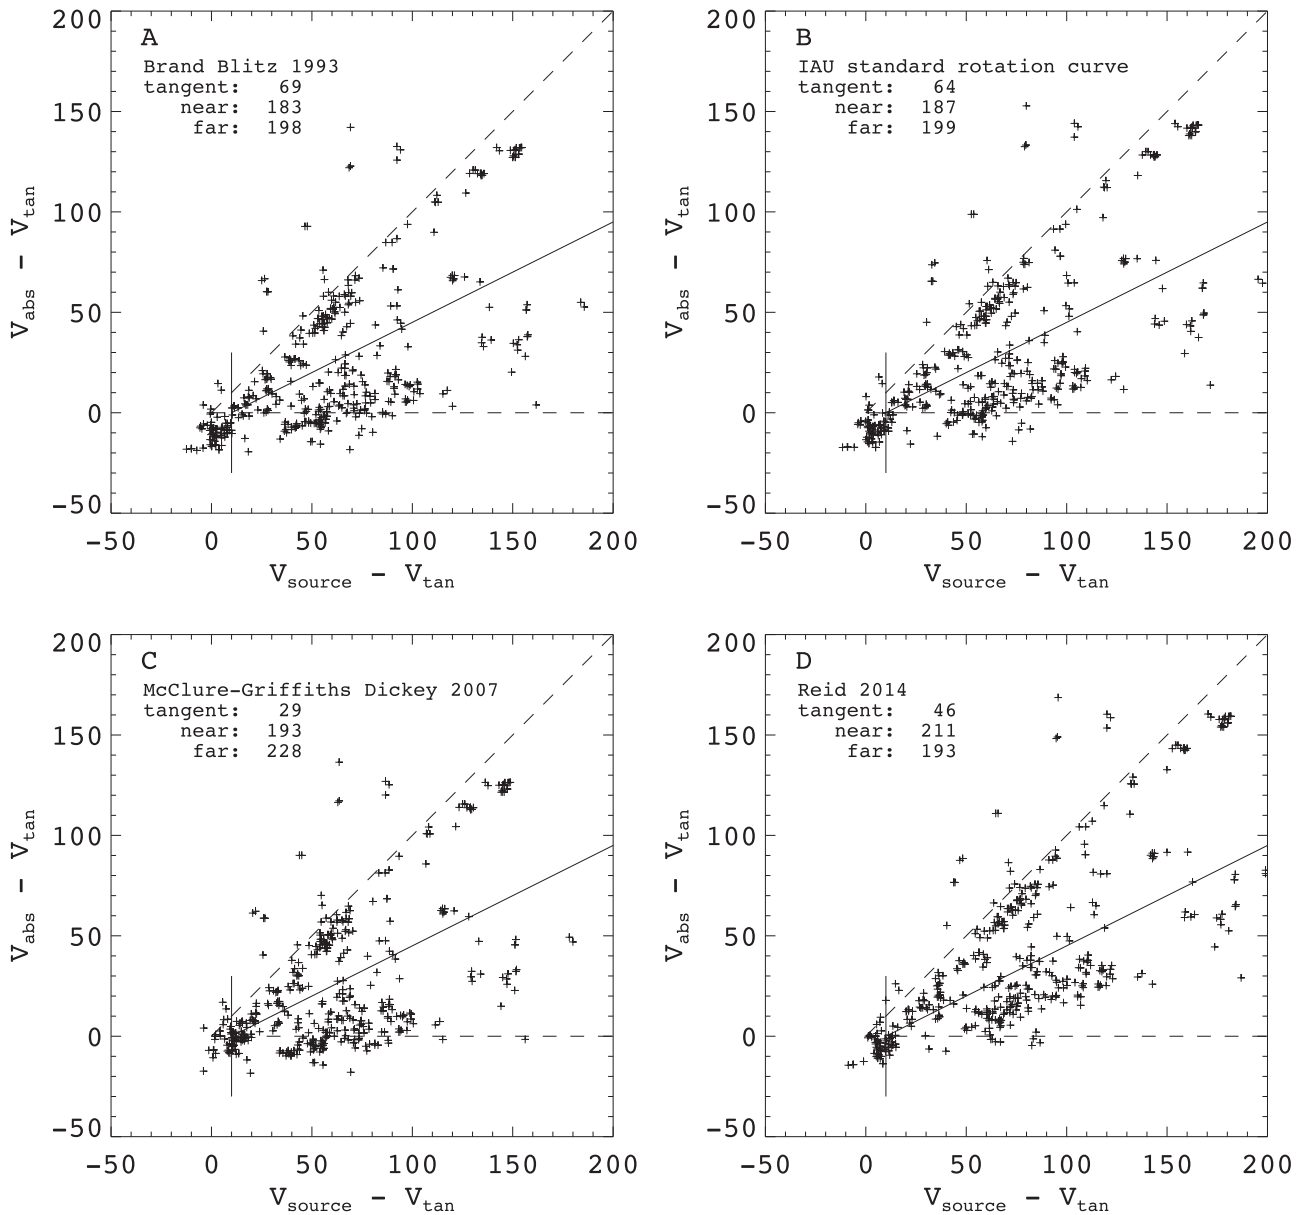 A
Brand Blitz 1993
tangent: 69
near: 183
far: 198
200
150
100
50
0
-50
-50 0 50 100 150 200
V_abs - V_tan
V_source - V_tan
B
IAU standard rotation curve
tangent: 64
near: 187
far: 199
200
150
100
50
0
-50
-50 0 50 100 150 200
V_abs - V_tan
V_source - V_tan
C
McClure-Griffiths Dickey 2007
tangent: 29
near: 193
far: 228
200
150
100
50
0
-50
-50 0 50 100 150 200
V_abs - V_tan
V_source - V_tan
D
Reid 2014
tangent: 46
near: 211
far: 193
200
150
100
50
0
-50
-50 0 50 100 150 200
V_abs - V_tan
V_source - V_tan